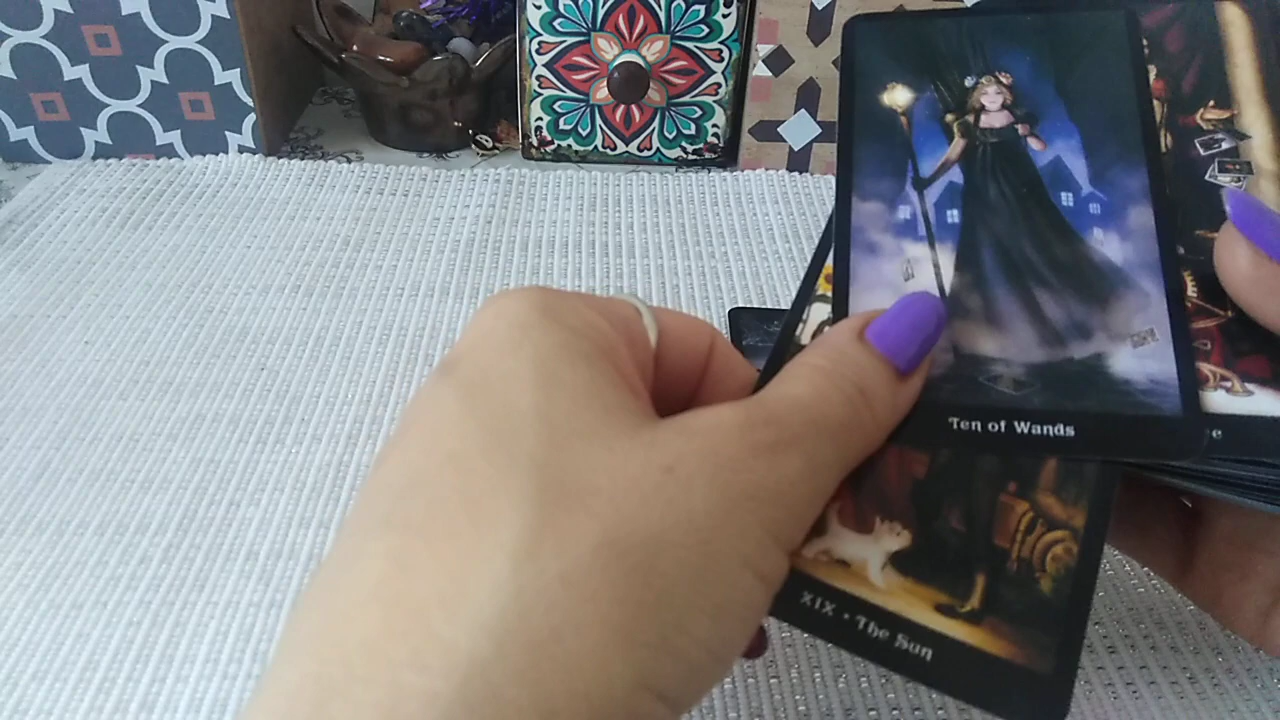 Ten of Wands
XIX • The Sun